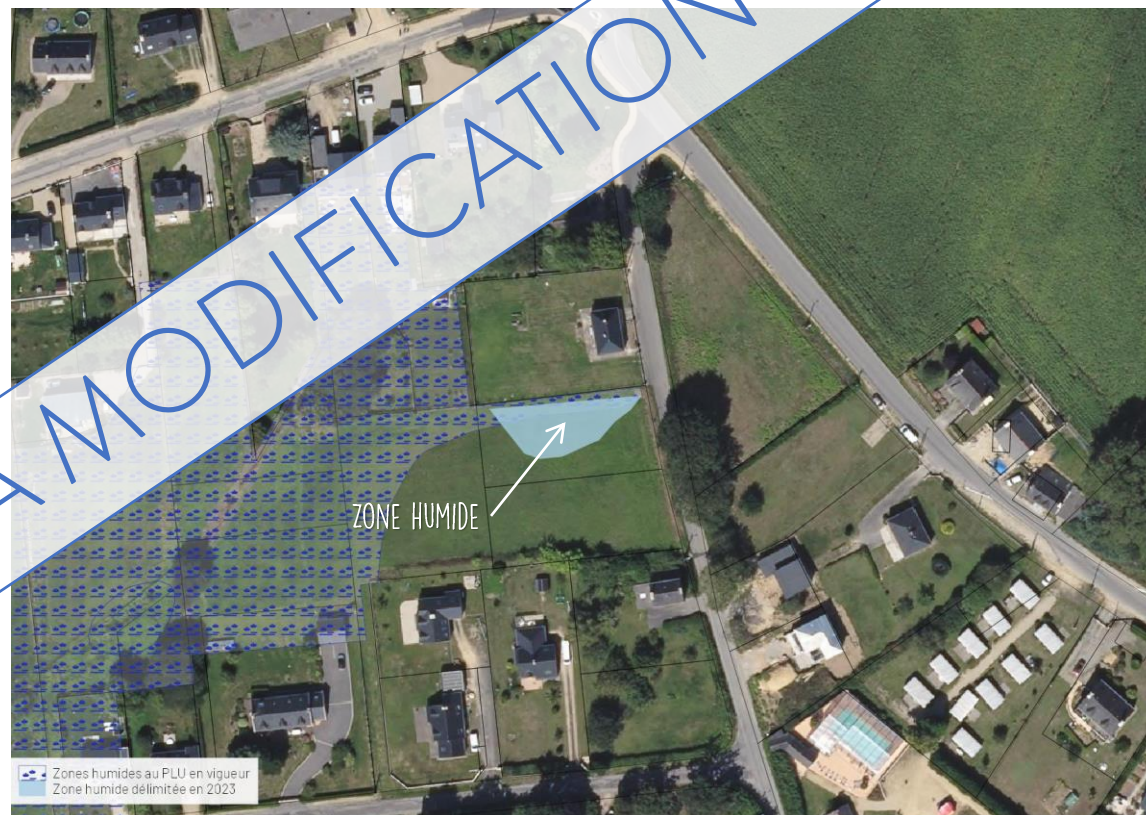 A MODIFICATION
ZONE HUMIDE
Zones humides au PLU en vigueur
Zone humide délimitée en 2023